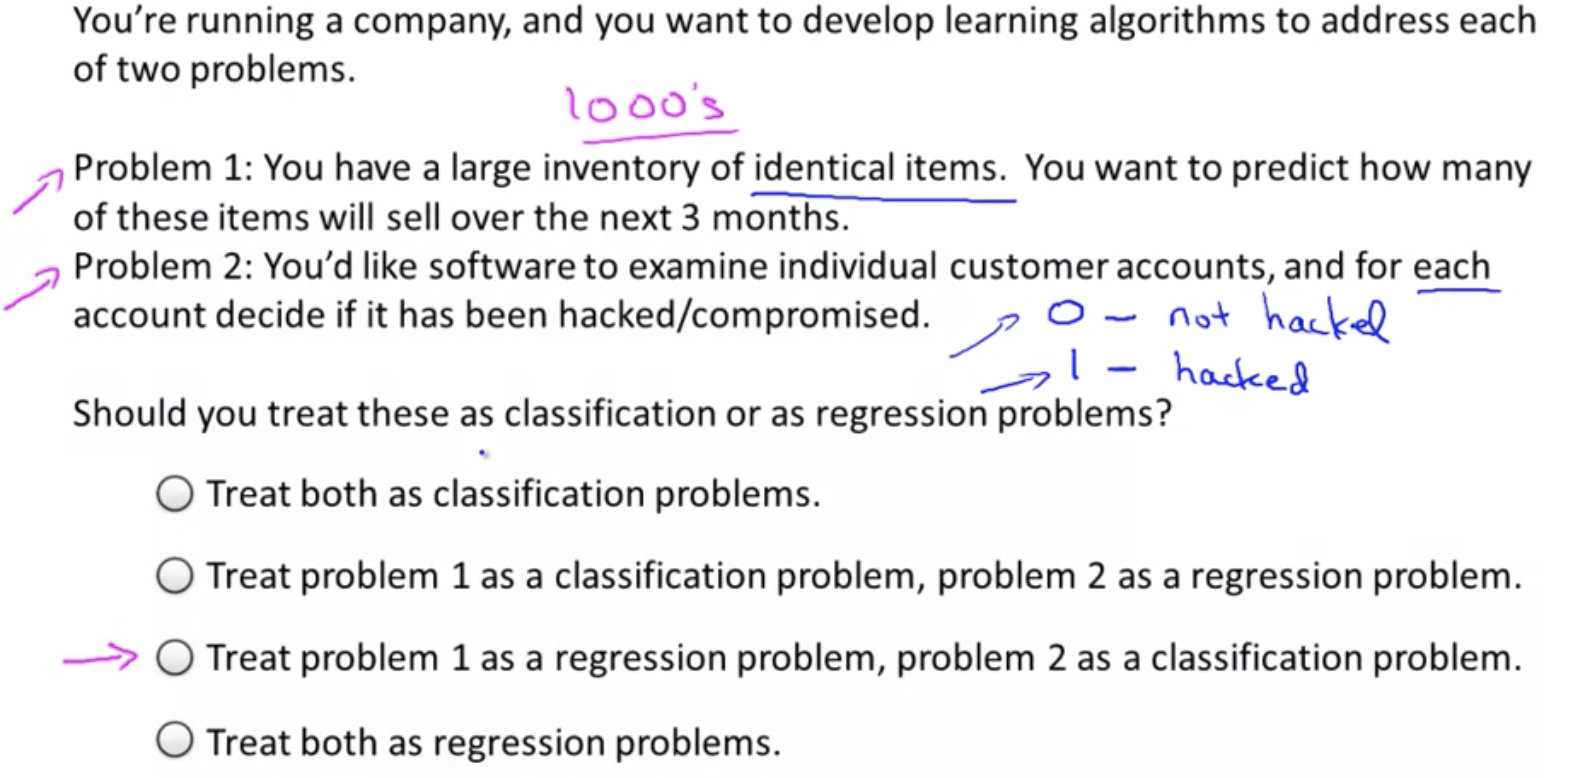 You're running a company, and you want to develop learning algorithms to address each
of two problems.
1000's
Problem 1: You have a large inventory of identical items. You want to predict how many
of these items will sell over the next 3 months.
Problem 2: You'd like software to examine individual customer accounts, and for each
account decide if it has been hacked/compromised.
0 - not hacked
1 - hacked
Should you treat these as classification or as regression problems?
Treat both as classification problems.
Treat problem 1 as a classification problem, problem 2 as a regression problem.
Treat problem 1 as a regression problem, problem 2 as a classification problem.
Treat both as regression problems.